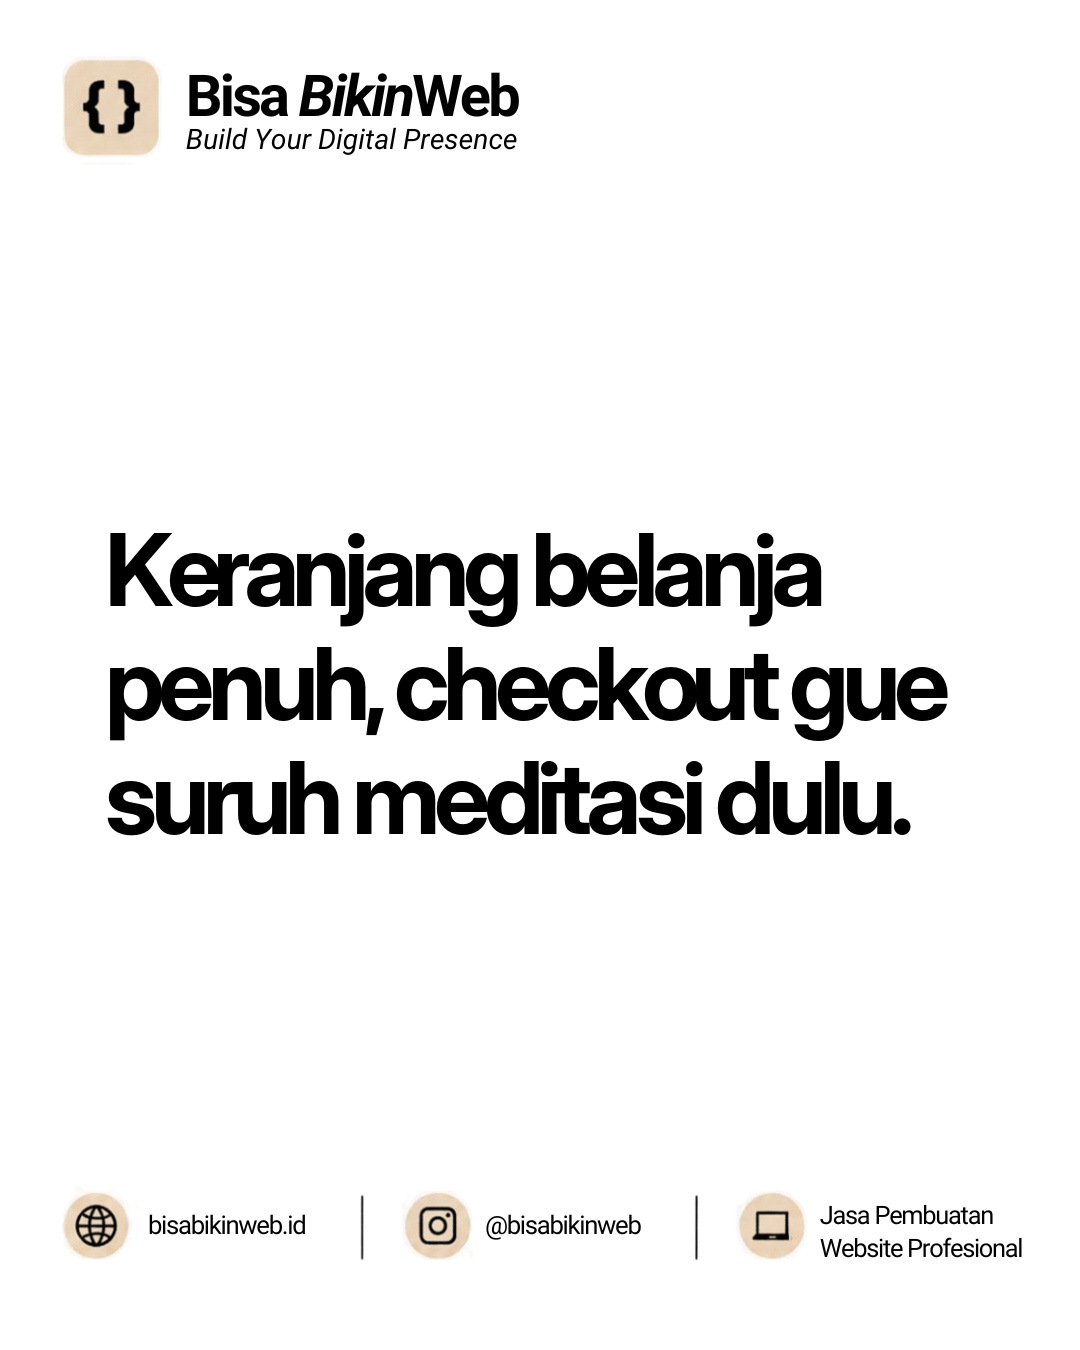 { }
Bisa BikinWeb
Build Your Digital Presence
Keranjang belanja
penuh, checkout gue
suruh meditasi dulu.
bisabikinweb.id
@bisabikinweb
Jasa Pembuatan
Website Profesional